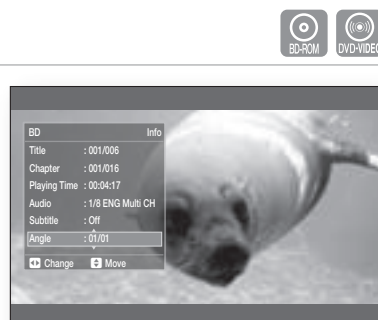 BD-ROM DVD-VIDEO
BD Info
Title : 001/006
Chapter : 001/016
Playing Time : 00:04:17
Audio : 1/8 ENG Multi CH
Subtitle : Off
Angle : 01/01
Change Move